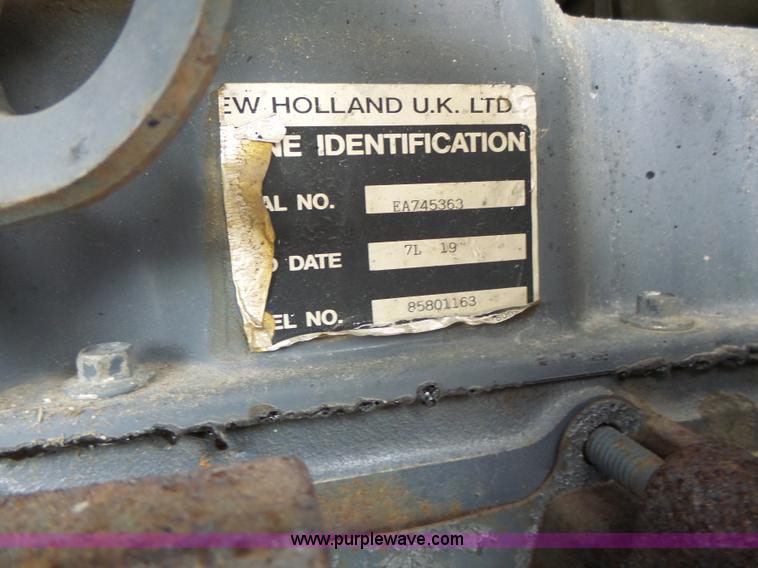 EW HOLLAND U.K. LTD
NE IDENTIFICATION
AL NO. EA745363
D DATE 7L 19
EL NO. 85801163
www.purplewave.com